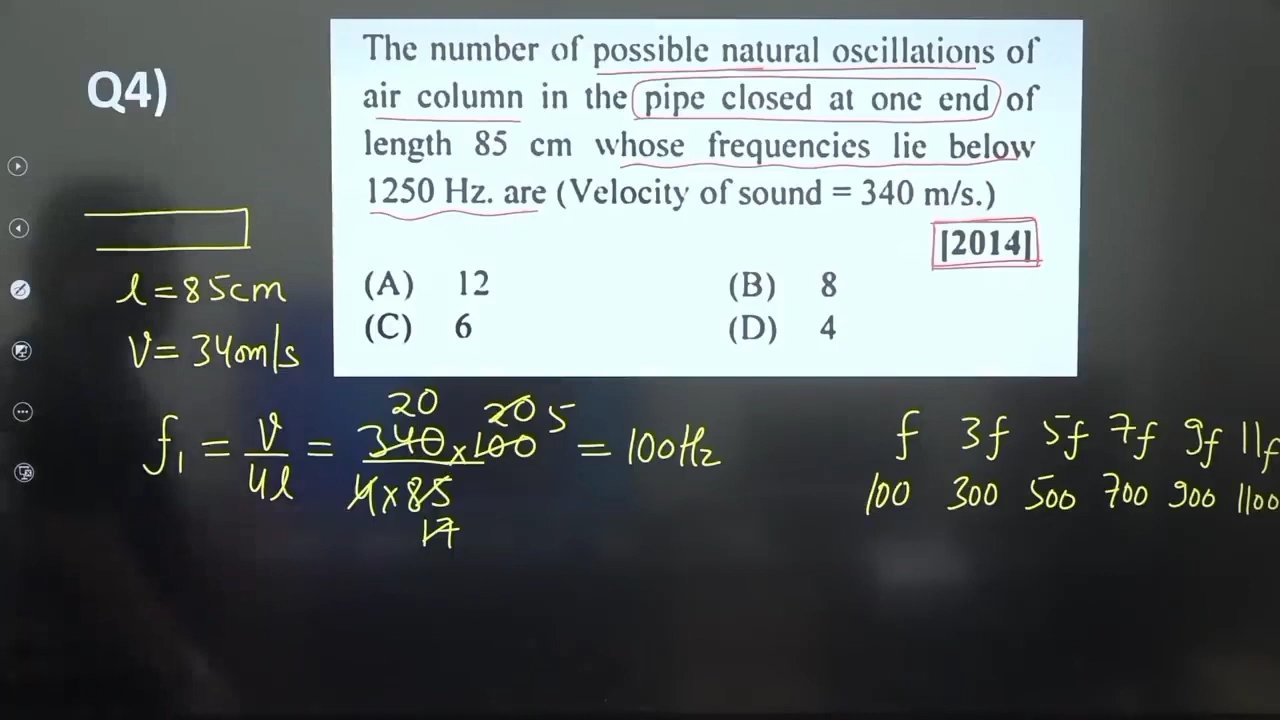 Q4)
The number of possible natural oscillations of
air column in the pipe closed at one end of
length 85 cm whose frequencies lie below
1250 Hz. are (Velocity of sound = 340 m/s.)
[2014]
(A) 12 (B) 8
(C) 6 (D) 4
l = 85cm
V = 340m/s
20 20 5
f₁ = v/4l = 340×100/4×85 = 100Hz
17
f 3f 5f 7f 9f 11f
100 300 500 700 900 1100